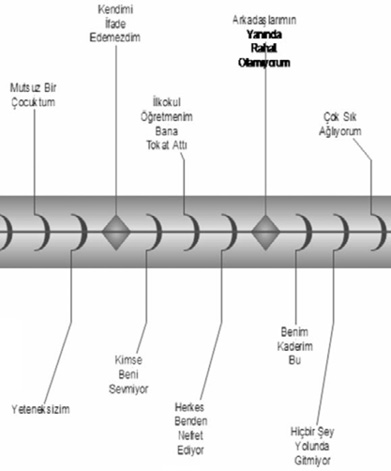 Kendimi
İfade
Edemezdim
Arkadaşlarımın
Yanında
Rahat
Olamıyorum
Mutsuz Bir
Çocuktum
İlkokul
Öğretmenim
Bana
Tokat Attı
Çok Sık
Ağlıyorum
Yeteneksizim
Kimse
Beni
Sevmiyor
Herkes
Benden
Nefret
Ediyor
Benim
Kaderim
Bu
Hiçbir Şey
Yolunda
Gitmiyor